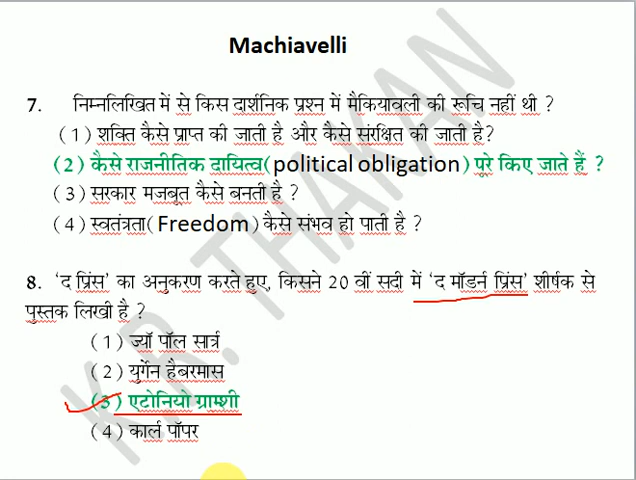 Machiavelli
7. निम्नलिखित में से किस दार्शनिक प्रश्न में मैकियावली की रूचि नहीं थी ?
(1) शक्ति कैसे प्राप्त की जाती है और कैसे संरक्षित की जाती है?
(2) कैसे राजनीतिक दायित्व(political obligation) पूरे किए जाते हैं ?
(3) सरकार मजबूत कैसे बनती है ?
(4) स्वतंत्रता(Freedom) कैसे संभव हो पाती है ?
8. ‘द प्रिंस’ का अनुकरण करते हुए, किसने 20 वीं सदी में ‘द मॉडर्न प्रिंस’ शीर्षक से
पुस्तक लिखी है ?
(1) ज्याँ पॉल सार्त्र
(2) युर्गेन हैबरमास
(3) एटोनियो ग्राम्शी
(4) कार्ल पॉपर
K.R. THAKAN